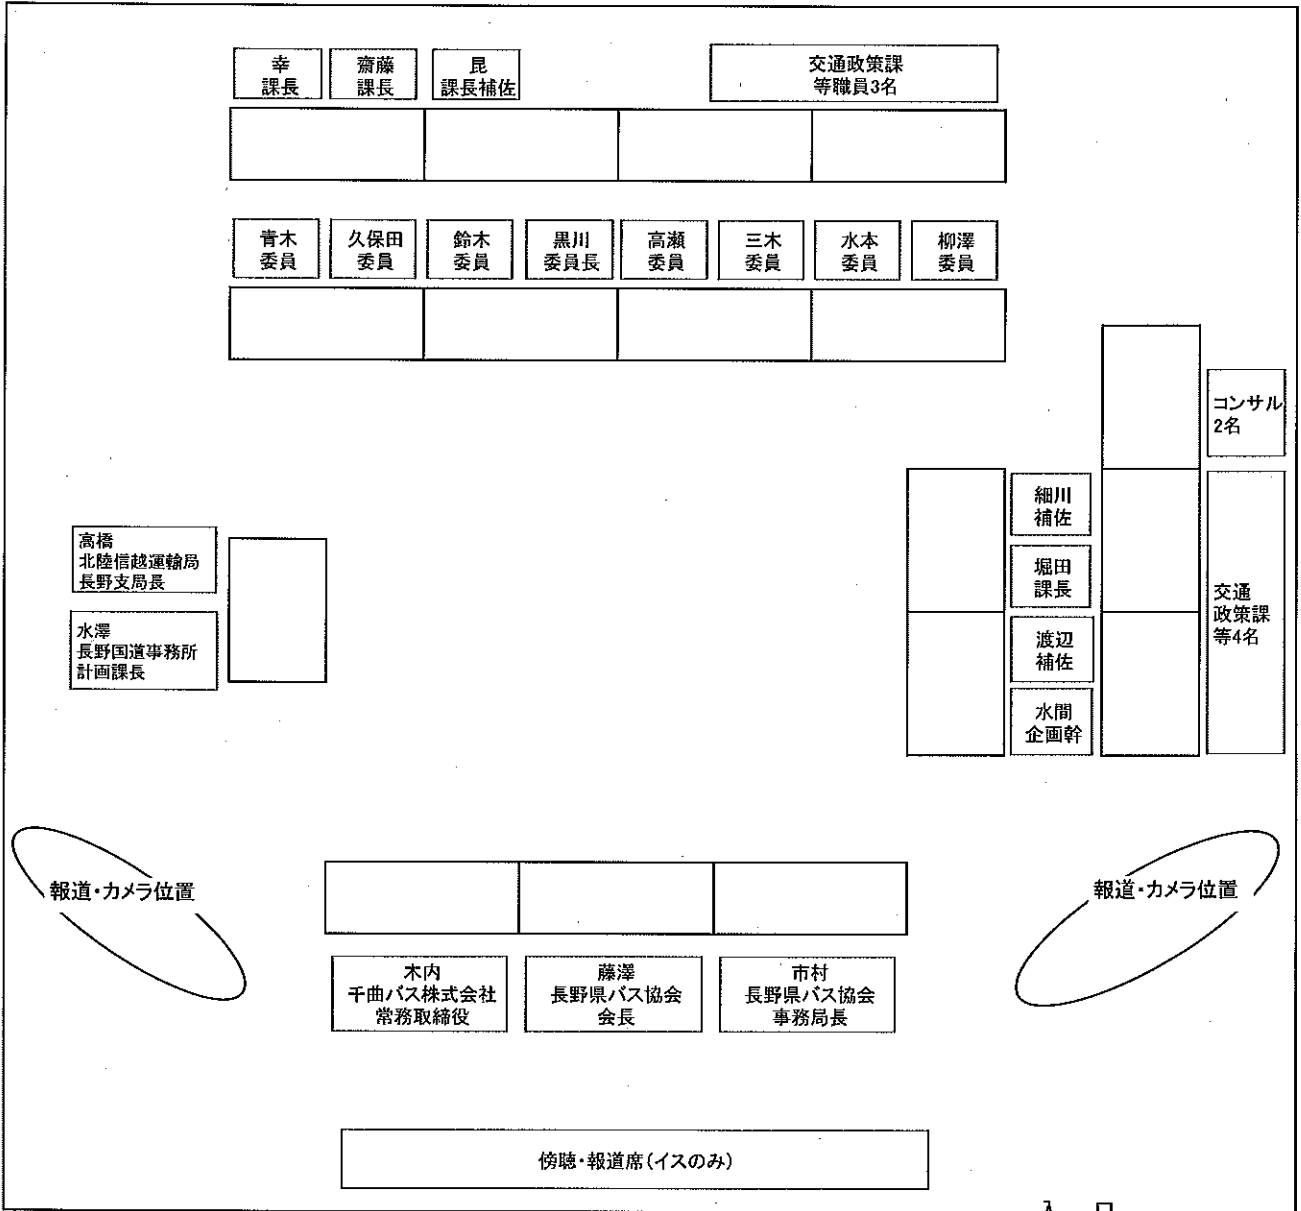 幸
課長
齋藤
課長
昆
課長補佐
交通政策課
等職員3名
青木
委員
久保田
委員
鈴木
委員
黒川
委員長
高瀬
委員
三木
委員
水本
委員
柳澤
委員
コンサル
2名
細川
補佐
堀田
課長
渡辺
補佐
水間
企画幹
交通
政策課
等4名
高橋
北陸信越運輸局
長野支局長
水澤
長野国道事務所
計画課長
報道・カメラ位置
報道・カメラ位置
木内
千曲バス株式会社
常務取締役
藤澤
長野県バス協会
会長
市村
長野県バス協会
事務局長
傍聴・報道席(イスのみ)
入 口